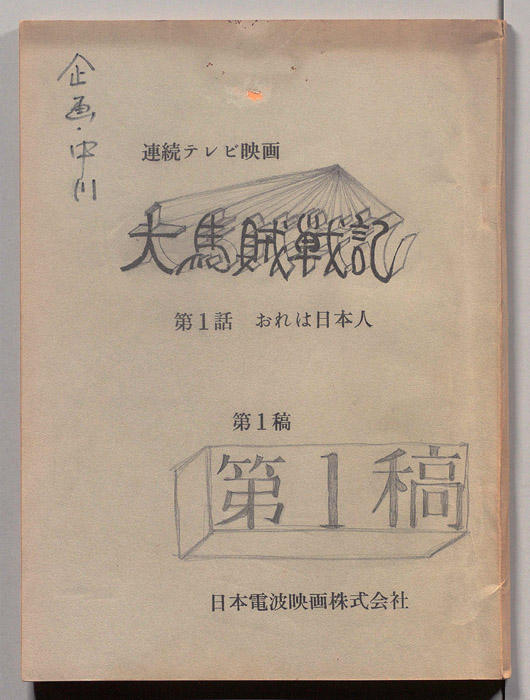 企画・中川
連続テレビ映画
大馬賊戦記
第1話 おれは日本人
第1稿
第1稿
日本電波映画株式会社